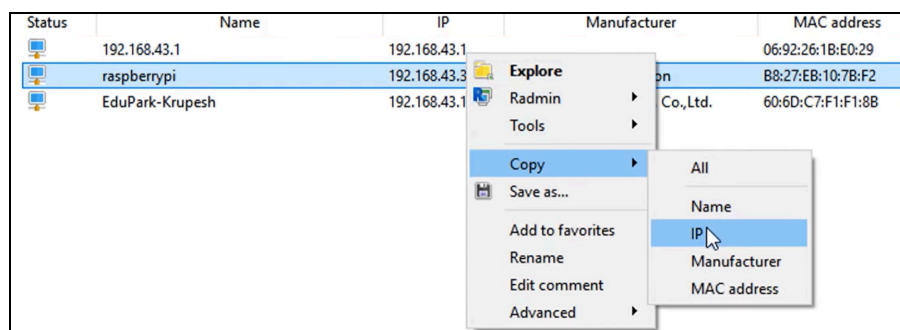 Status Name IP Manufacturer MAC address
192.168.43.1 192.168.43.1 06:92:26:1B:E0:29
raspberrypi 192.168.43.3 on B8:27:EB:10:7B:F2
EduPark-Krupesh 192.168.43.1 Co.,Ltd. 60:6D:C7:F1:F1:8B
Explore
Radmin
Tools
Copy
Save as...
Add to favorites
Rename
Edit comment
Advanced
All
Name
IP
Manufacturer
MAC address